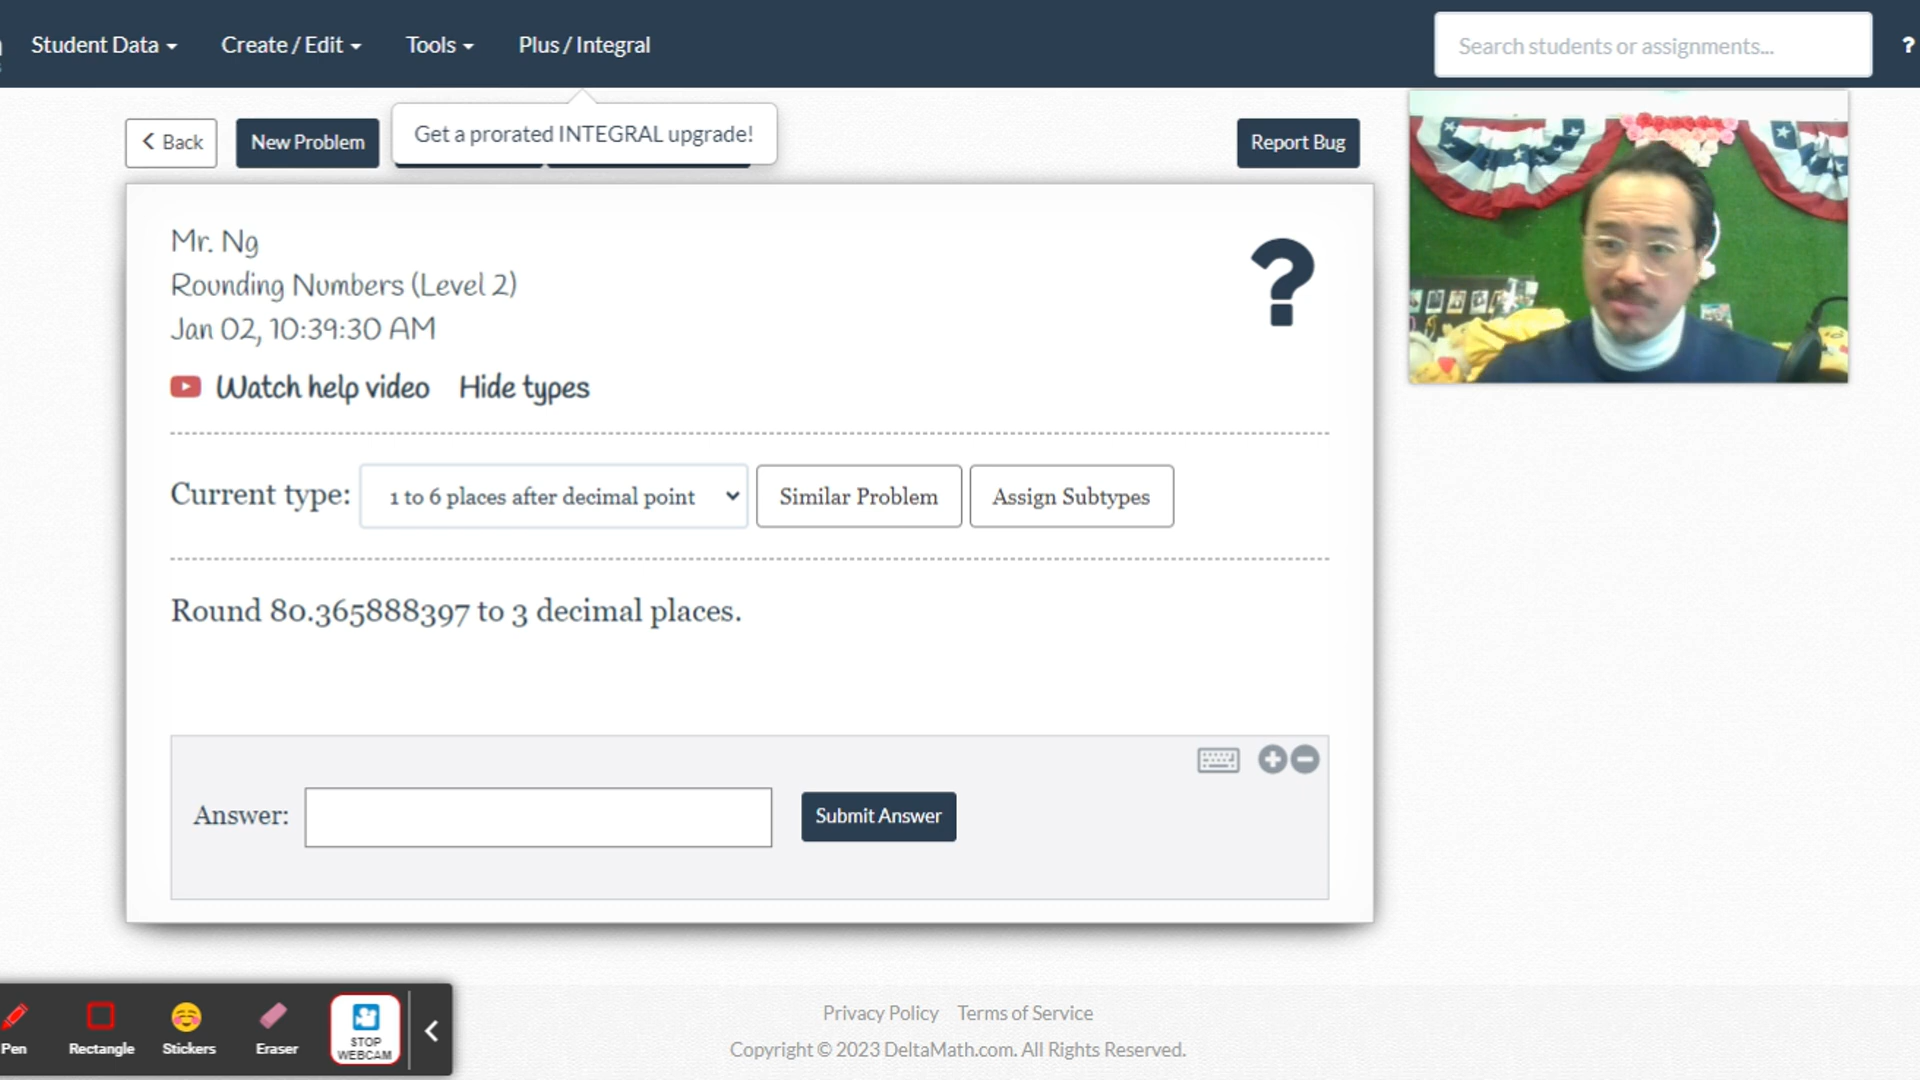 Student Data
Create / Edit
Tools
Plus / Integral
Search students or assignments...
?
Back
New Problem
Get a prorated INTEGRAL upgrade!
Report Bug
Mr. Ng
Rounding Numbers (Level 2)
Jan 02, 10:39:30 AM
?
Watch help video Hide types
Current type: 1 to 6 places after decimal point Similar Problem Assign Subtypes
Round 80.365888397 to 3 decimal places.
Answer: Submit Answer
Pen
Rectangle
Stickers
Eraser
STOP
WEBCAM
Privacy Policy Terms of Service
Copyright © 2023 DeltaMath.com. All Rights Reserved.